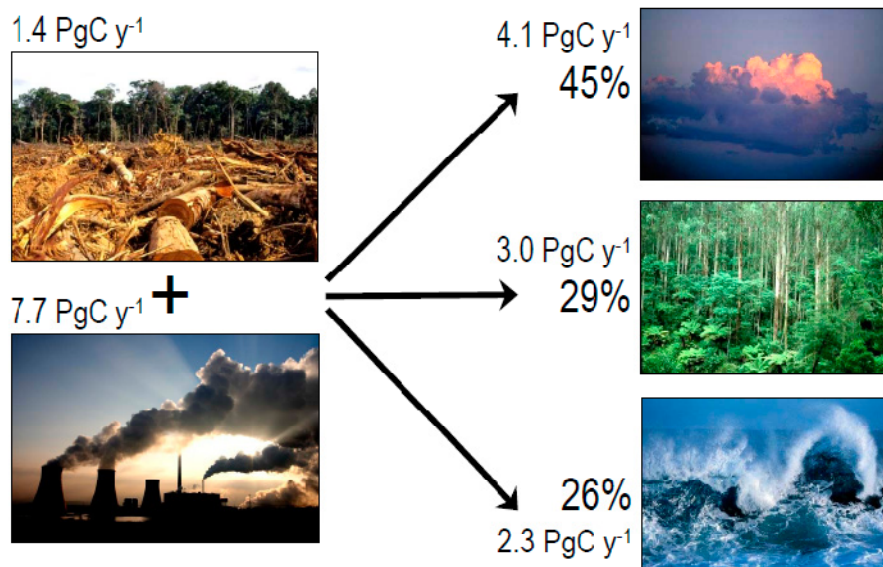 1.4 PgC y⁻¹
+
7.7 PgC y⁻¹
4.1 PgC y⁻¹
45%
3.0 PgC y⁻¹
29%
26%
2.3 PgC y⁻¹